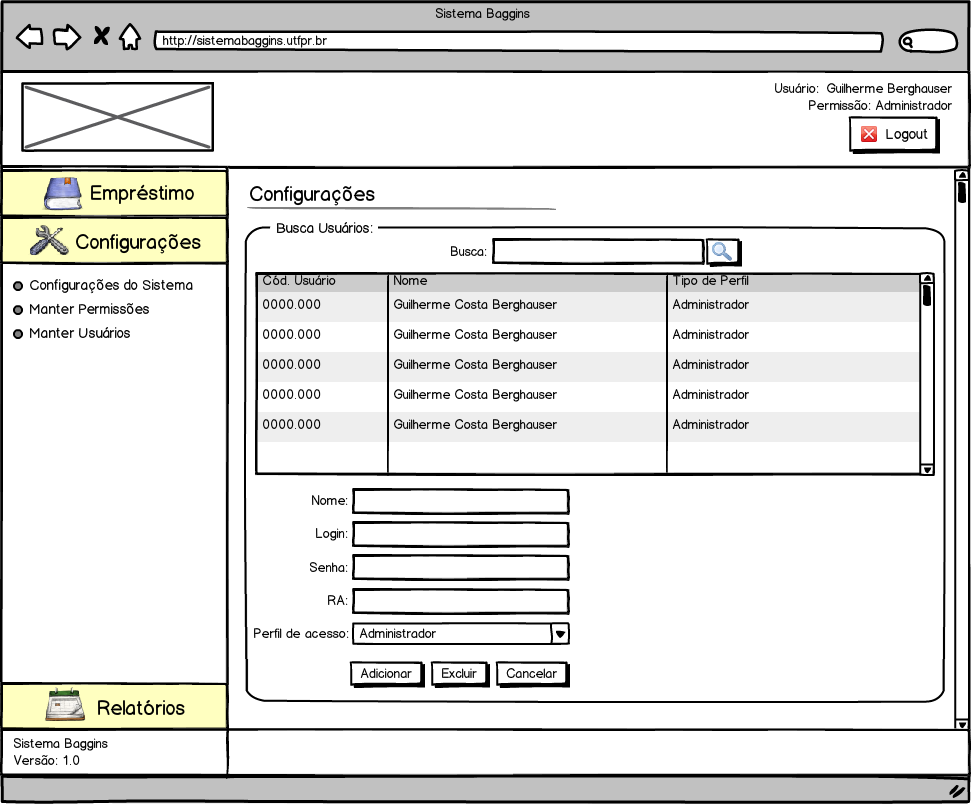 Sistema Baggins
http://sistemabaggins.utfpr.br
Usuário: Guilherme Berghauser
Permissão: Administrador
Logout
Empréstimo
Configurações
Configurações do Sistema
Manter Permissões
Manter Usuários
Relatórios
Sistema Baggins
Versão: 1.0
Configurações
Busca Usuários:
Busca:
Cód. Usuário Nome Tipo de Perfil
0000.000 Guilherme Costa Berghauser Administrador
0000.000 Guilherme Costa Berghauser Administrador
0000.000 Guilherme Costa Berghauser Administrador
0000.000 Guilherme Costa Berghauser Administrador
0000.000 Guilherme Costa Berghauser Administrador
Nome:
Login:
Senha:
RA:
Perfil de acesso: Administrador
Adicionar Excluir Cancelar